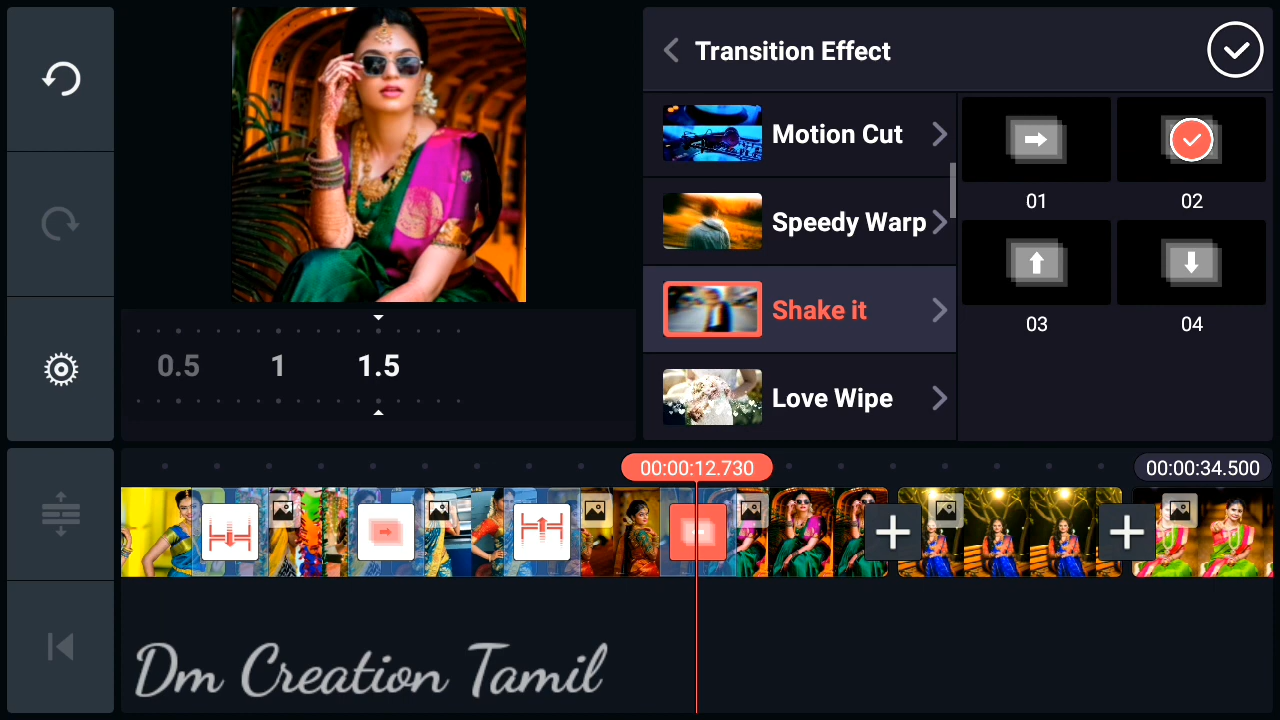 Transition Effect
Motion Cut
Speedy Warp
Shake it
Love Wipe
01
02
03
04
0.5 1 1.5
00:00:12.730
00:00:34.500
Dm Creation Tamil